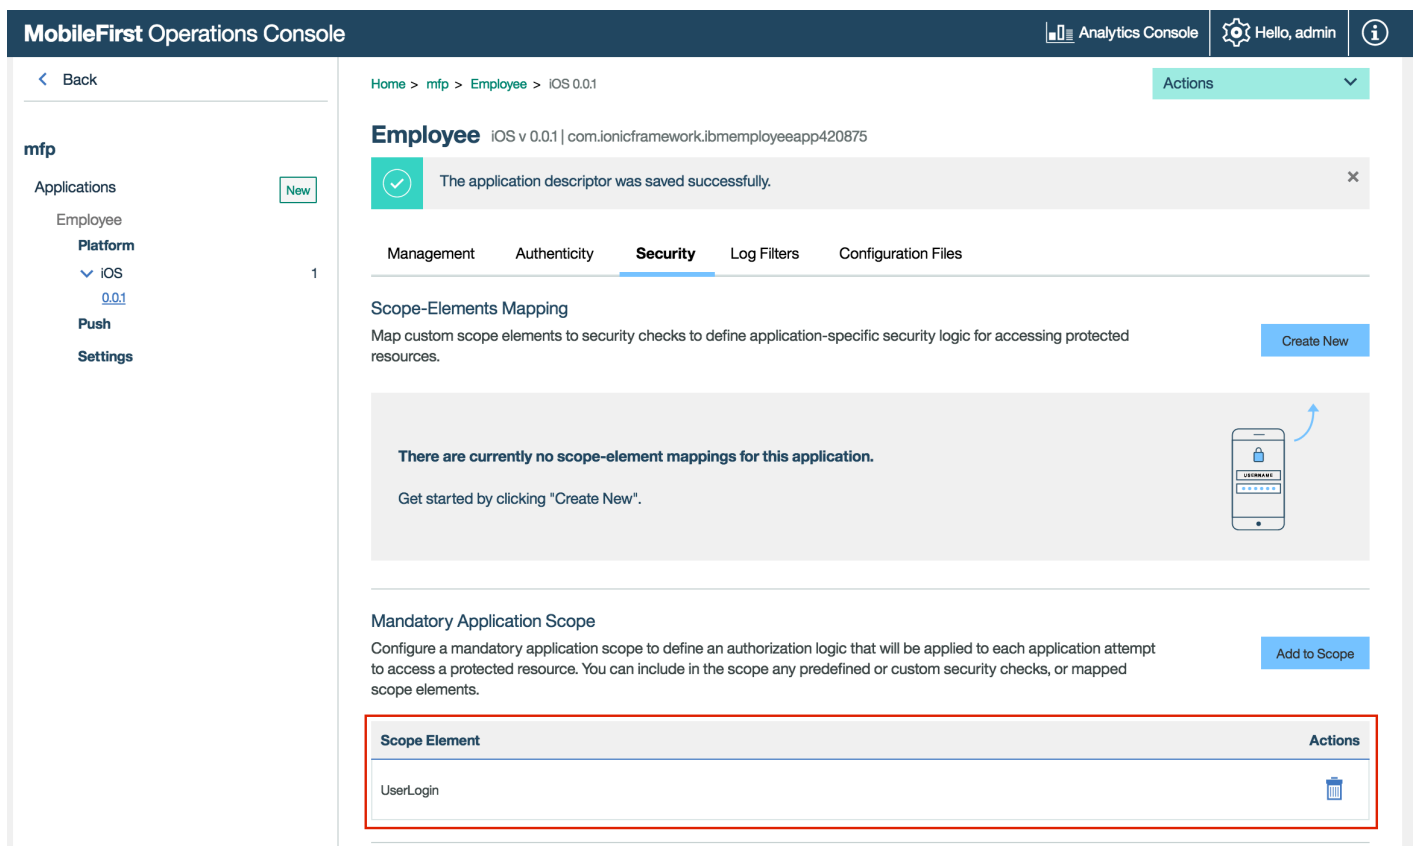 MobileFirst Operations Console
Analytics Console
Hello, admin
Back
mfp
Applications
New
Employee
Platform
iOS 1
0.0.1
Push
Settings
Home > mfp > Employee > iOS 0.0.1
Actions
Employee iOS v 0.0.1 | com.ionicframework.ibmemployeeapp420875
The application descriptor was saved successfully.
Management Authenticity Security Log Filters Configuration Files
Scope-Elements Mapping
Map custom scope elements to security checks to define application-specific security logic for accessing protected
resources.
Create New
There are currently no scope-element mappings for this application.
Get started by clicking "Create New".
USERNAME
Mandatory Application Scope
Configure a mandatory application scope to define an authorization logic that will be applied to each application attempt
to access a protected resource. You can include in the scope any predefined or custom security checks, or mapped
scope elements.
Add to Scope
Scope Element Actions
UserLogin